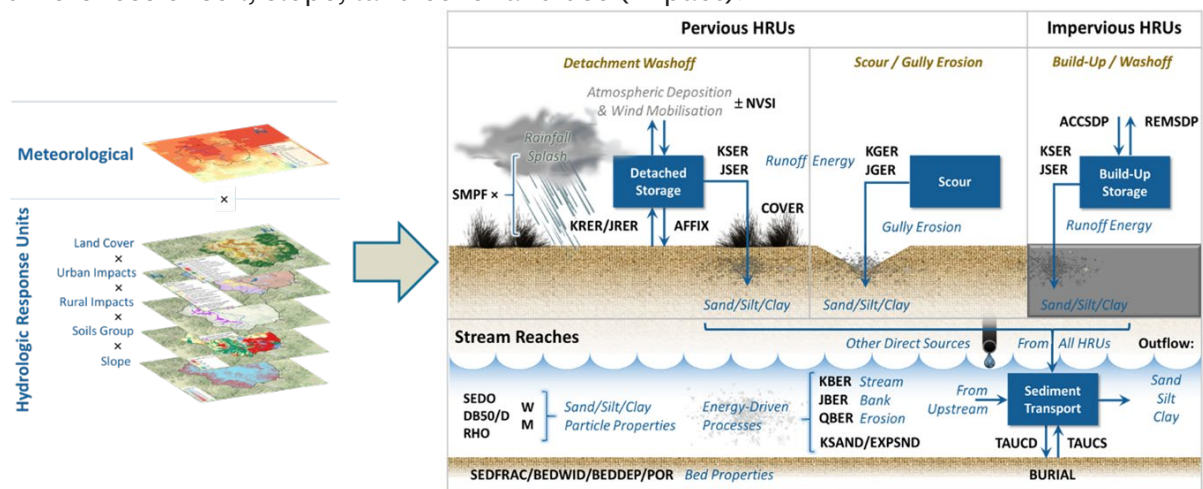 Meteorological
×
Hydrologic Response Units
Land Cover
×
Urban Impacts
×
Rural Impacts
×
Soils Group
×
Slope
Pervious HRUs
Impervious HRUs
Detachment Washoff
Scour / Gully Erosion
Build-Up / Washoff
Atmospheric Deposition
& Wind Mobilisation
± NVSI
Rainfall
Splash
SMPF ×
Detached
Storage
KSER
JSER
Runoff Energy
KRER/JRER
AFFIX
COVER
Sand/Silt/Clay
KGER
JGER
Scour
Gully Erosion
Sand/Silt/Clay
ACCSDP
REMSDP
KSER
JSER
Build-Up
Storage
Runoff Energy
Sand/Silt/Clay
Stream Reaches
Other Direct Sources
From All HRUs
Outflow:
SEDO
DB50/D
RHO
W
M
Sand/Silt/Clay
Particle Properties
Energy-Driven
Processes
KBER Stream
JBER Bank
QBER Erosion
KSAND/EXPSND
From
Upstream
Sediment
Transport
Sand
Silt
Clay
TAUCD
TAUCS
SEDFRAC/BEDWID/BEDDEP/POR Bed Properties
BURIAL